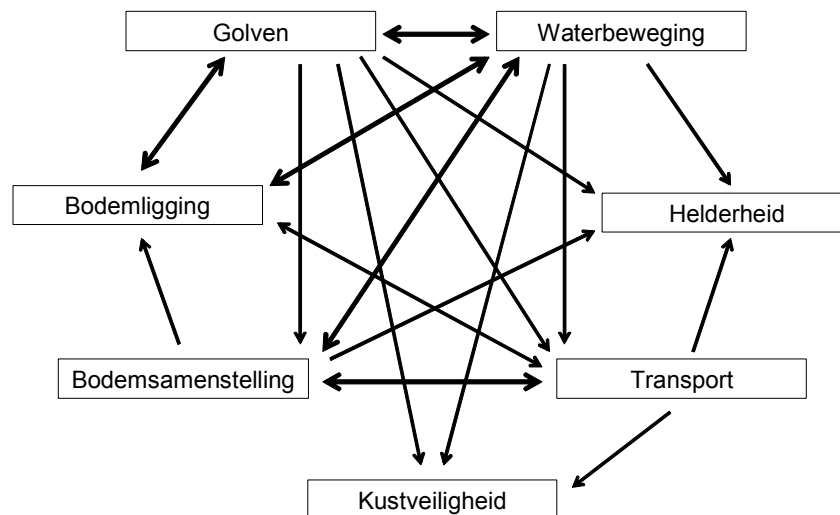 Golven
Waterbeweging
Bodemligging
Helderheid
Bodemsamenstelling
Transport
Kustveiligheid